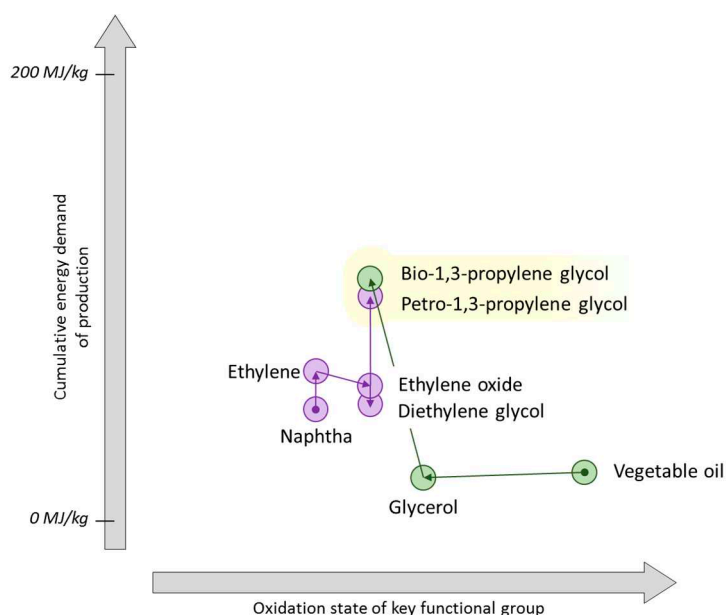 200 MJ/kg
Cumulative energy demand
of production
Bio-1,3-propylene glycol
Petro-1,3-propylene glycol
Ethylene
Ethylene oxide
Diethylene glycol
Naphtha
Vegetable oil
Glycerol
0 MJ/kg
Oxidation state of key functional group